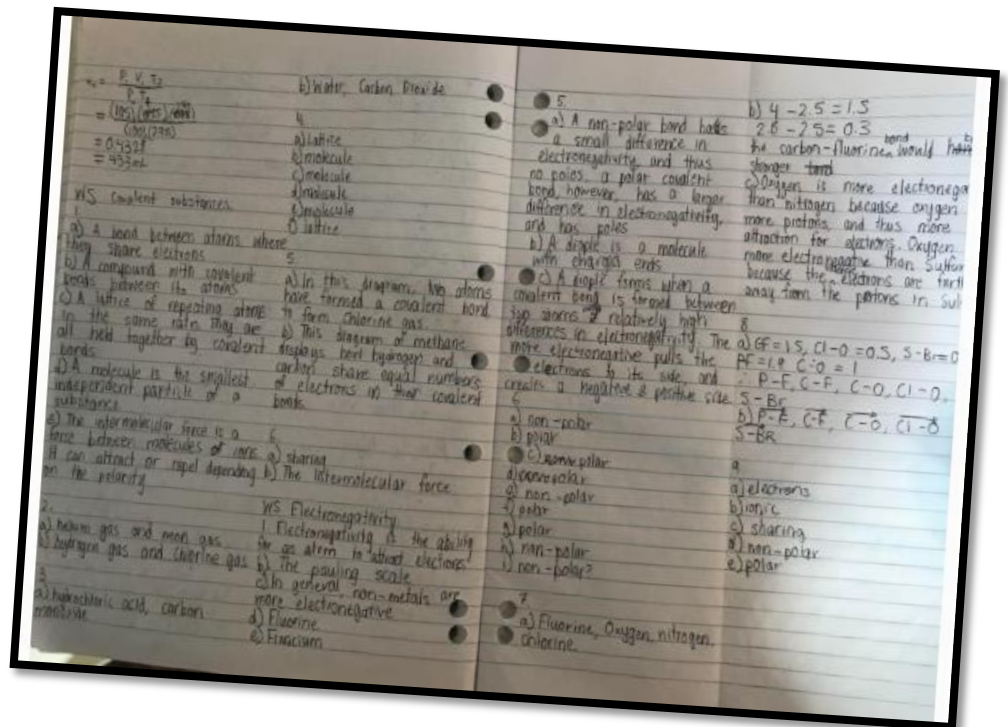 P₁ V₁ T₂
= (105)
(100)(298)
= 0.432L
= 432mL
WS Covalent substances
1.
a) A bond between atoms where
they share electrons
b) A compound with covalent
bonds between its atoms
c) A lattice of repeating atoms
in the same ratio. They are
all held together by covalent
bonds
d) A molecule is the smallest
independent particle of a
substance
e) The intermolecular force is a
force between molecules of ions
it can attract or repel depending
on the polarity
2.
a) helium gas and neon gas
b) hydrogen gas and chlorine gas
3
a) hydrochloric acid, carbon
monoxide
b) Water, Carbon Dioxide
4
a) lattice
b) molecule
c) molecule
d) molecule
e) molecule
f) lattice
5
a) In this diagram, two atoms
have formed a covalent bond
to form Chlorine gas.
b) This diagram of methane
displays how hydrogen and
carbon share equal numbers
of electrons in their covalent
bonds.
6
a) sharing
b) The intermolecular force
WS Electronegativity
1. Electronegativity is the ability
for an atom to attract electrons
b) The pauling scale
c) In general, non-metals are
more electronegative
d) Fluorine
e)
5.
a) A non-polar bond
a small difference in
electronegativity, and thus
no poles, a polar covalent
bond, however, has a larger
difference in electronegativity,
and has poles
b) A dipole is a molecule
with charged ends
c) A dipole forms when a
covalent bond is formed between
two atoms relatively high
differences in electronegativity. The
more electronegative pulls the
electrons to its side, and
creates a negative & positive side
6
a) non-polar
b) polar
c) polar
d) polar
e) non-polar
f) polar
g) polar
h) non-polar
i) non-polar?
7
a) Fluorine, Oxygen, nitrogen,
chlorine
b) 4 - 2.5 = 1.5
2.8 - 2.5 = 0.3
the carbon-fluorine bond would
stronger
c) Oxygen is more electronega
than nitrogen because oxygen
more protons, and thus more
attraction for electrons. Oxygen
more electronegative than Sulfur
because the electrons are
away from the protons in Sul
8
a) CF = 1.5, Cl-O = 0.5, S-Br = 0
PF = 1.9 C-O = 1
∴ P-F, C-F, C-O, Cl-O,
S-Br
b) P-F, C-F, C-O, Cl-O
S-BR
9
a) electrons
b) ionic
c) sharing
d) non-polar
e) polar